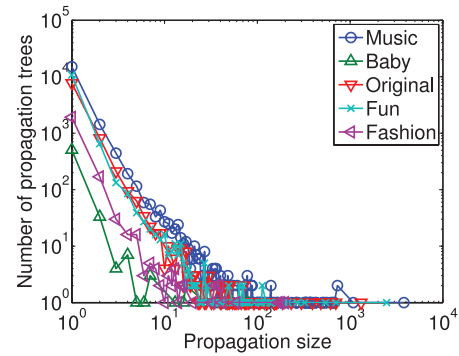 Number of propagation trees
10^5
10^4
10^3
10^2
10^1
10^0
10^0 10^1 10^2 10^3 10^4
Propagation size
Music
Baby
Original
Fun
Fashion